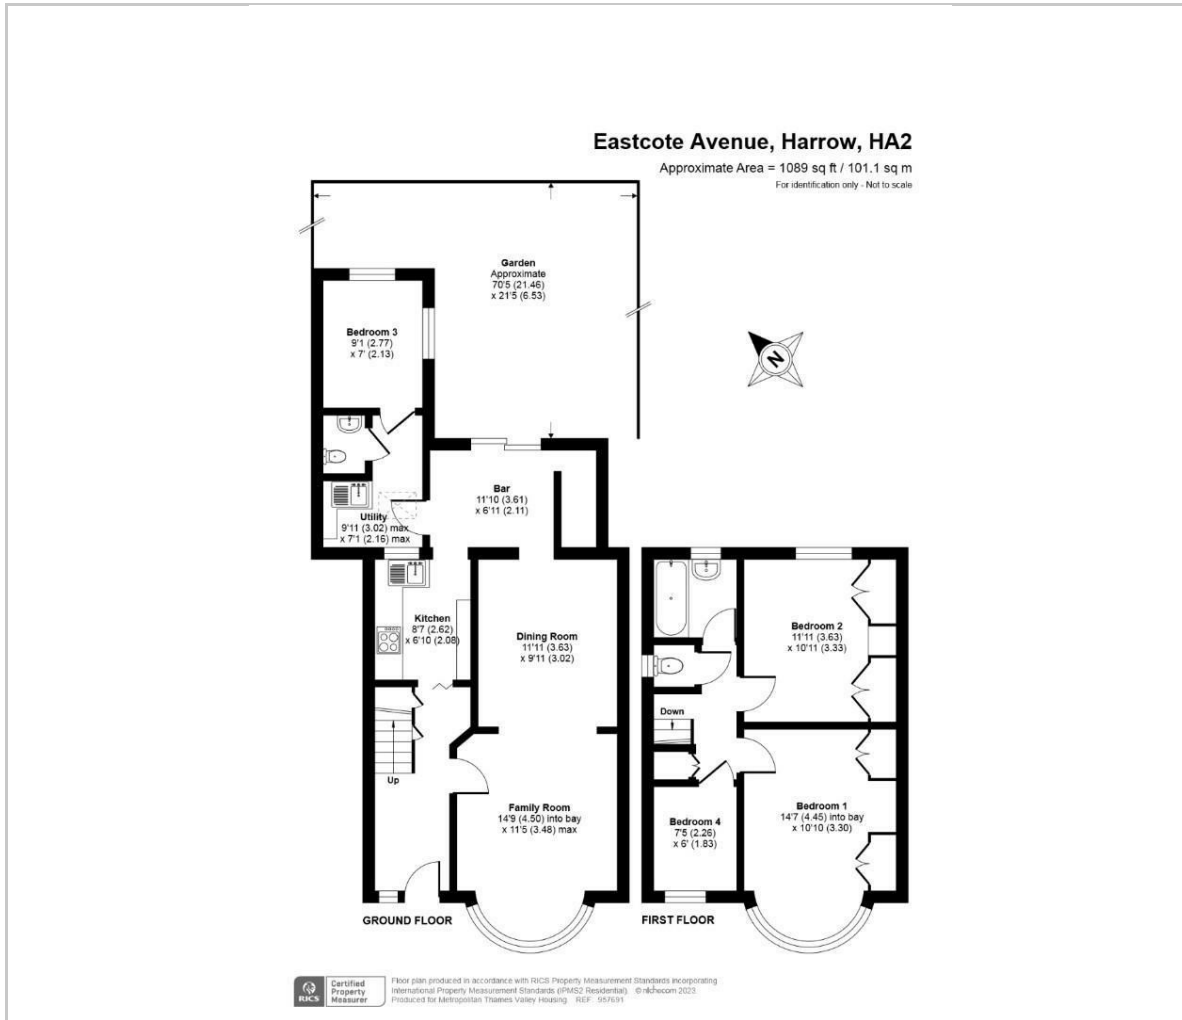 Eastcote Avenue, Harrow, HA2
Approximate Area = 1089 sq ft / 101.1 sq m
For identification only - Not to scale
Garden
Approximate
70'5 (21.46)
x 21'5 (6.53)
Bedroom 3
9'1 (2.77)
x 7' (2.13)
N
Bar
11'10 (3.61)
x 6'11 (2.11)
Utility
9'11 (3.02) max
x 7'1 (2.16) max
Kitchen
8'7 (2.62)
x 6'10 (2.08)
Dining Room
11'11 (3.63)
x 9'11 (3.02)
Bedroom 2
11'11 (3.63)
x 10'11 (3.33)
Down
Up
Family Room
14'9 (4.50) into bay
x 11'5 (3.48) max
Bedroom 4
7'5 (2.26)
x 6' (1.83)
Bedroom 1
14'7 (4.45) into bay
x 10'10 (3.30)
GROUND FLOOR
FIRST FLOOR
RICS
Certified
Property
Measurer
Floor plan produced in accordance with RICS Property Measurement Standards incorporating
International Property Measurement Standards (IPMS2 Residential). © nichecom 2023.
Produced for Metropolitan Thames Valley Housing. REF: 957691